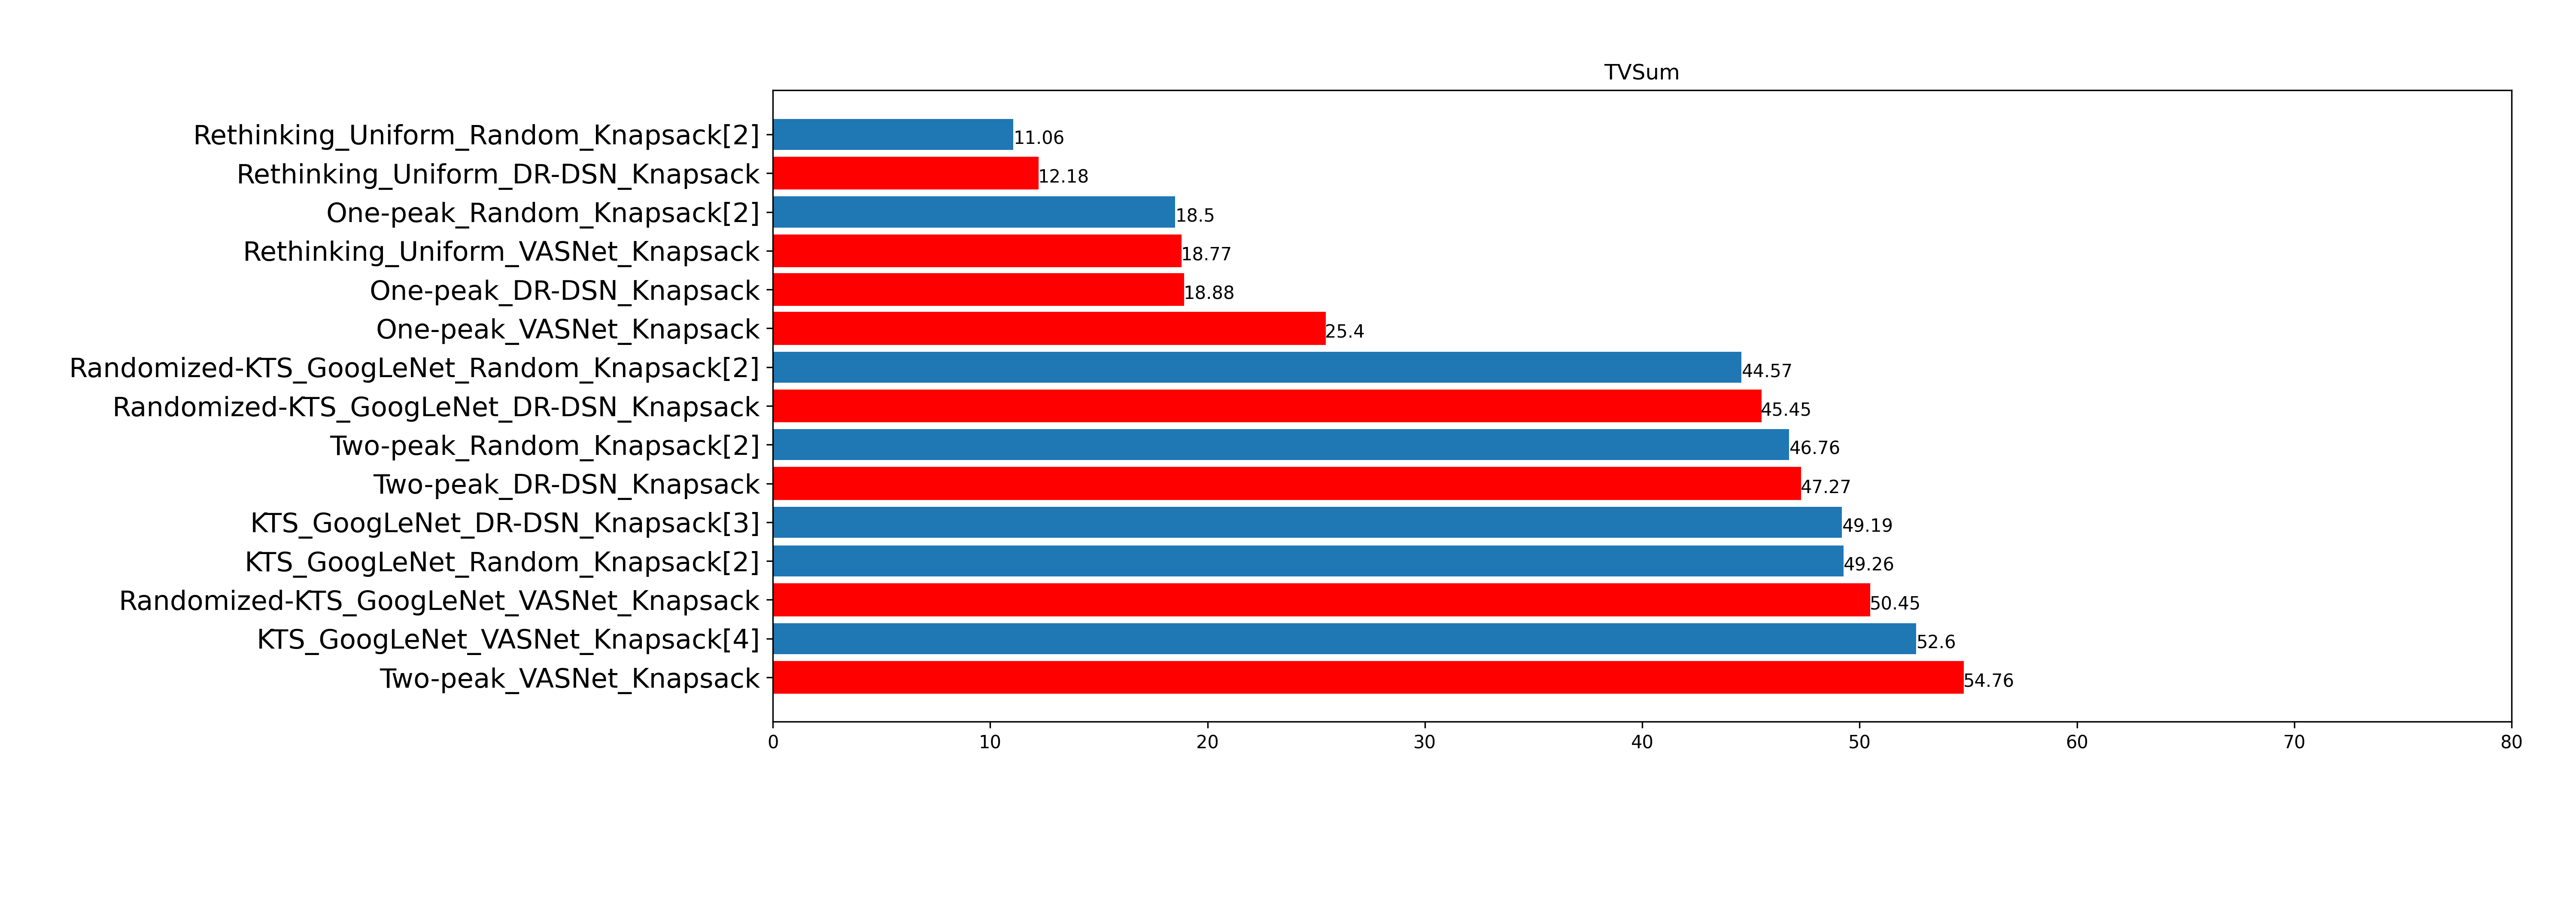 TVSum
Rethinking_Uniform_Random_Knapsack[2] 11.06
Rethinking_Uniform_DR-DSN_Knapsack 12.18
One-peak_Random_Knapsack[2] 18.5
Rethinking_Uniform_VASNet_Knapsack 18.77
One-peak_DR-DSN_Knapsack 18.88
One-peak_VASNet_Knapsack 25.4
Randomized-KTS_GoogLeNet_Random_Knapsack[2] 44.57
Randomized-KTS_GoogLeNet_DR-DSN_Knapsack 45.45
Two-peak_Random_Knapsack[2] 46.76
Two-peak_DR-DSN_Knapsack 47.27
KTS_GoogLeNet_DR-DSN_Knapsack[3] 49.19
KTS_GoogLeNet_Random_Knapsack[2] 49.26
Randomized-KTS_GoogLeNet_VASNet_Knapsack 50.45
KTS_GoogLeNet_VASNet_Knapsack[4] 52.6
Two-peak_VASNet_Knapsack 54.76
0 10 20 30 40 50 60 70 80